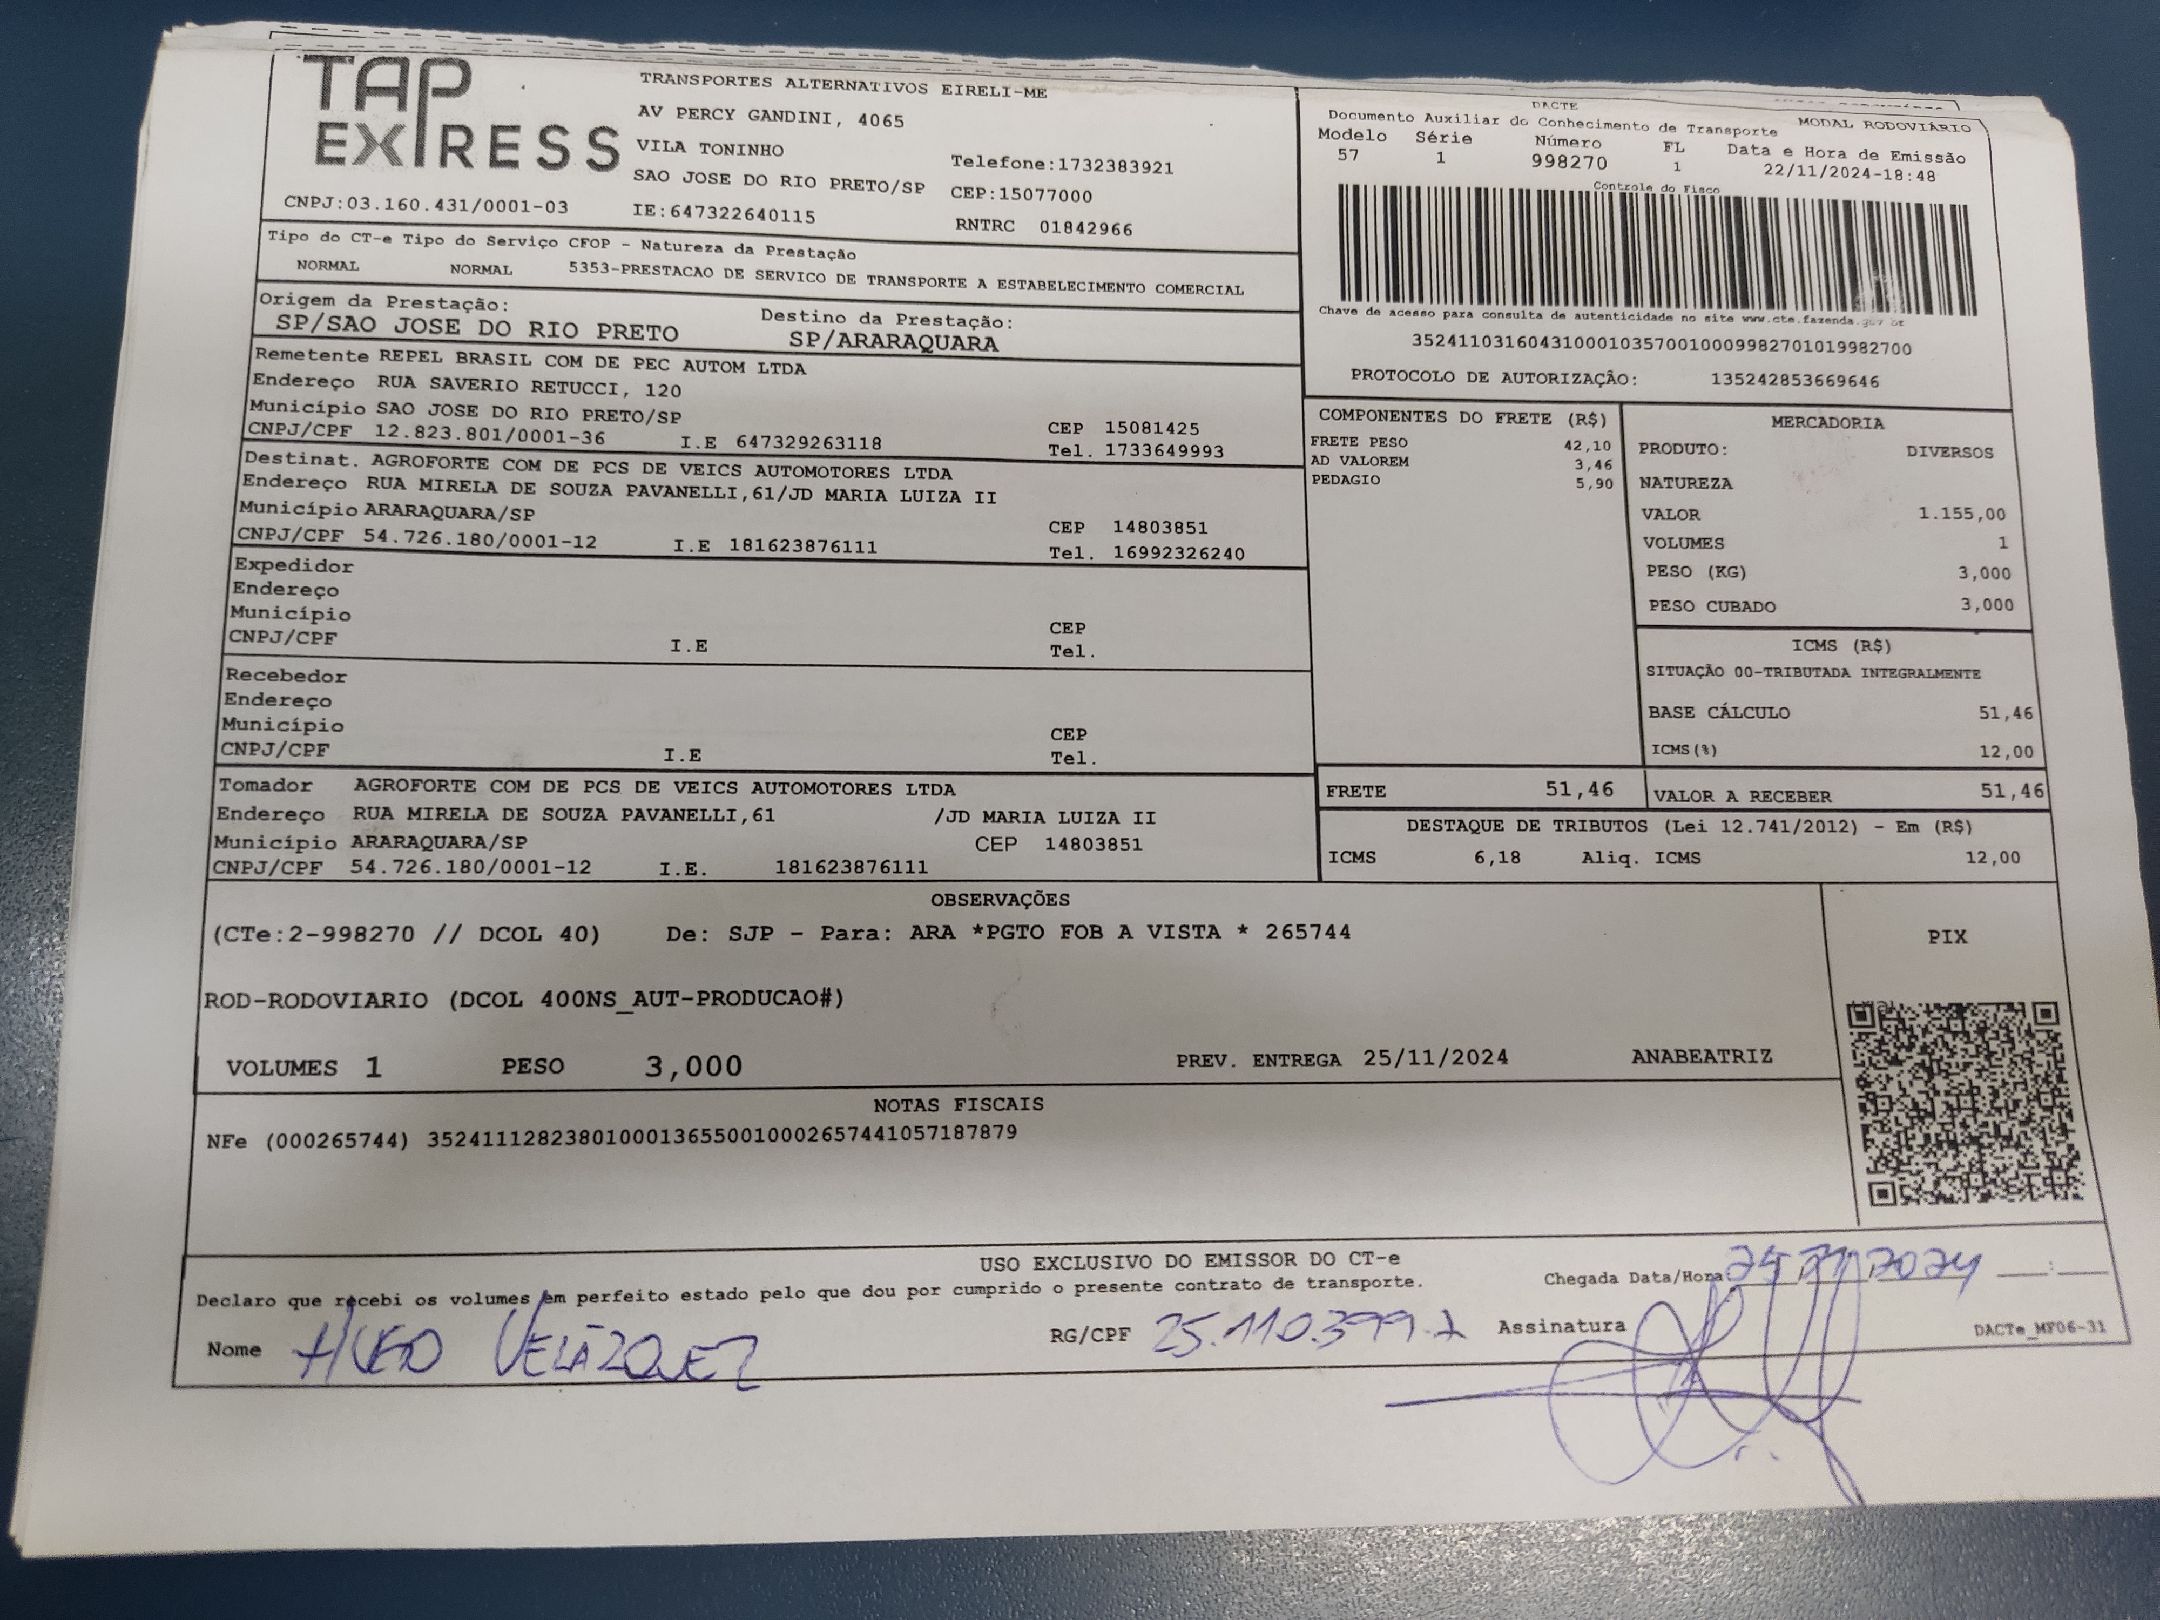 TAP EXPRESS
TRANSPORTES ALTERNATIVOS EIRELI-ME
AV PERCY GANDINI, 4065
VILA TONINHO
Telefone:1732383921
SAO JOSE DO RIO PRETO/SP CEP:15077000
CNPJ:03.160.431/0001-03 IE:647322640115 RNTRC 01842966
DACTE
Documento Auxiliar do Conhecimento de Transporte MODAL RODOVIÁRIO
Modelo Série Número FL Data e Hora de Emissão
57 1 998270 1 22/11/2024-18:48
Controle do Fisco
Chave de acesso para consulta de autenticidade no site www.cte.fazenda.gov.br
35241103160431000103570010009982701019982700
PROTOCOLO DE AUTORIZAÇÃO: 135242853669646
Tipo do CT-e Tipo do Serviço CFOP - Natureza da Prestação
NORMAL NORMAL 5353-PRESTACAO DE SERVICO DE TRANSPORTE A ESTABELECIMENTO COMERCIAL
Origem da Prestação: Destino da Prestação:
SP/SAO JOSE DO RIO PRETO SP/ARARAQUARA
Remetente REPEL BRASIL COM DE PEC AUTOM LTDA
Endereço RUA SAVERIO RETUCCI, 120
Município SAO JOSE DO RIO PRETO/SP CEP 15081425
CNPJ/CPF 12.823.801/0001-36 I.E 647329263118 Tel. 1733649993
Destinat. AGROFORTE COM DE PCS DE VEICS AUTOMOTORES LTDA
Endereço RUA MIRELA DE SOUZA PAVANELLI,61/JD MARIA LUIZA II
Município ARARAQUARA/SP CEP 14803851
CNPJ/CPF 54.726.180/0001-12 I.E 181623876111 Tel. 16992326240
Expedidor
Endereço
Município CEP
CNPJ/CPF I.E Tel.
Recebedor
Endereço
Município CEP
CNPJ/CPF I.E Tel.
Tomador AGROFORTE COM DE PCS DE VEICS AUTOMOTORES LTDA
Endereço RUA MIRELA DE SOUZA PAVANELLI,61 /JD MARIA LUIZA II
Município ARARAQUARA/SP CEP 14803851
CNPJ/CPF 54.726.180/0001-12 I.E. 181623876111
COMPONENTES DO FRETE (R$)
FRETE PESO 42,10
AD VALOREM 3,46
PEDAGIO 5,90
MERCADORIA
PRODUTO: DIVERSOS
NATUREZA
VALOR 1.155,00
VOLUMES 1
PESO (KG) 3,000
PESO CUBADO 3,000
ICMS (R$)
SITUAÇÃO 00-TRIBUTADA INTEGRALMENTE
BASE CÁLCULO 51,46
ICMS(%) 12,00
FRETE 51,46 VALOR A RECEBER 51,46
DESTAQUE DE TRIBUTOS (Lei 12.741/2012) - Em (R$)
ICMS 6,18 Aliq. ICMS 12,00
OBSERVAÇÕES
(CTe:2-998270 // DCOL 40) De: SJP - Para: ARA *PGTO FOB A VISTA * 265744
PIX
ROD-RODOVIARIO (DCOL 400NS_AUT-PRODUCAO#)
VOLUMES 1 PESO 3,000 PREV. ENTREGA 25/11/2024 ANABEATRIZ
NOTAS FISCAIS
NFe (000265744) 35241112823801000136550010002657441057187879
USO EXCLUSIVO DO EMISSOR DO CT-e
Declaro que recebi os volumes em perfeito estado pelo que dou por cumprido o presente contrato de transporte.
Chegada Data/Hora 25 11 2024 __:__
Nome HUGO VELÁZQUEZ RG/CPF 25.110.399-7 Assinatura
DACTe_MF06-31